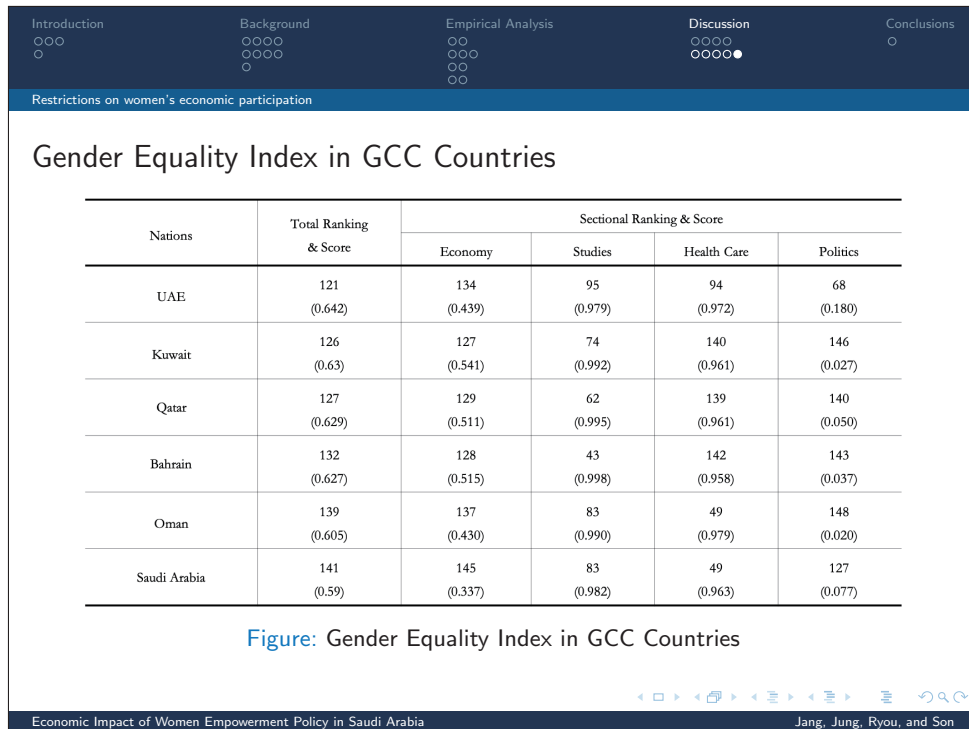 Introduction Background Empirical Analysis Discussion Conclusions
Restrictions on women's economic participation
Gender Equality Index in GCC Countries
Nations Total Ranking & Score Sectional Ranking & Score
Economy Studies Health Care Politics
UAE 121 134 95 94 68
(0.642) (0.439) (0.979) (0.972) (0.180)
Kuwait 126 127 74 140 146
(0.63) (0.541) (0.992) (0.961) (0.027)
Qatar 127 129 62 139 140
(0.629) (0.511) (0.995) (0.961) (0.050)
Bahrain 132 128 43 142 143
(0.627) (0.515) (0.998) (0.958) (0.037)
Oman 139 137 83 49 148
(0.605) (0.430) (0.990) (0.979) (0.020)
Saudi Arabia 141 145 83 49 127
(0.59) (0.337) (0.982) (0.963) (0.077)
Figure: Gender Equality Index in GCC Countries
Economic Impact of Women Empowerment Policy in Saudi Arabia Jang, Jung, Ryou, and Son